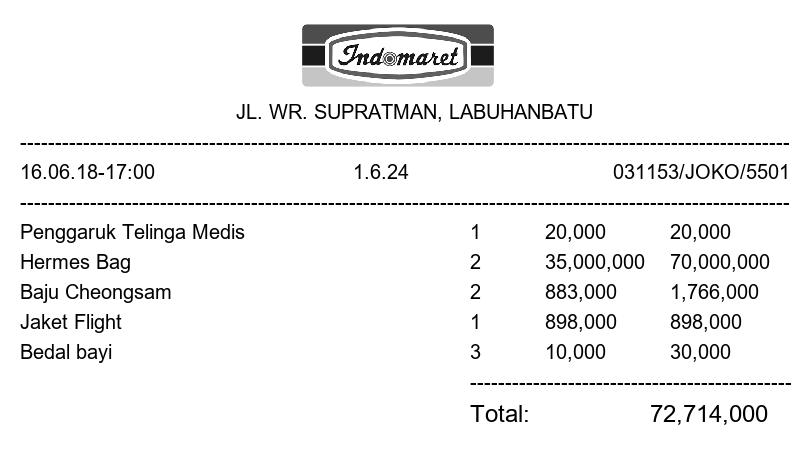 Indomaret
JL. WR. SUPRATMAN, LABUHANBATU
16.06.18-17:00 1.6.24 031153/JOKO/5501
Penggaruk Telinga Medis 1 20,000 20,000
Hermes Bag 2 35,000,000 70,000,000
Baju Cheongsam 2 883,000 1,766,000
Jaket Flight 1 898,000 898,000
Bedal bayi 3 10,000 30,000
Total: 72,714,000